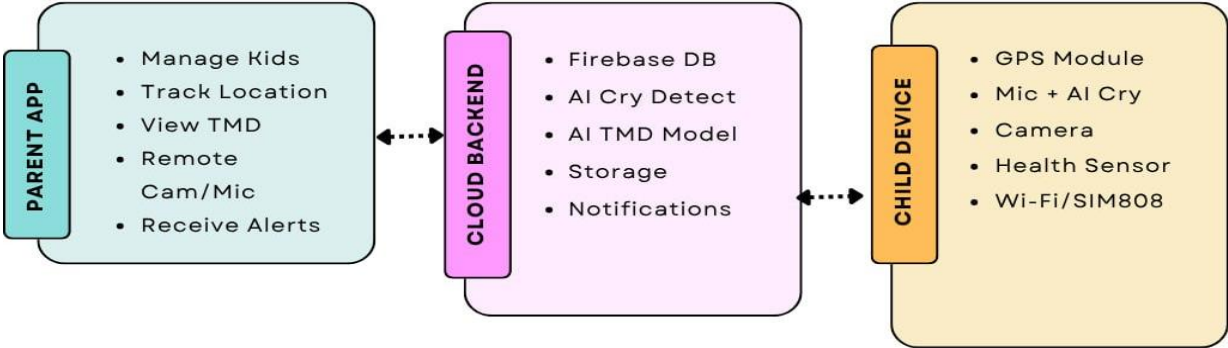 PARENT APP
• Manage Kids
• Track Location
• View TMD
• Remote
Cam/Mic
• Receive Alerts
CLOUD BACKEND
• Firebase DB
• AI Cry Detect
• AI TMD Model
• Storage
• Notifications
CHILD DEVICE
• GPS Module
• Mic + AI Cry
• Camera
• Health Sensor
• Wi-Fi/SIM808